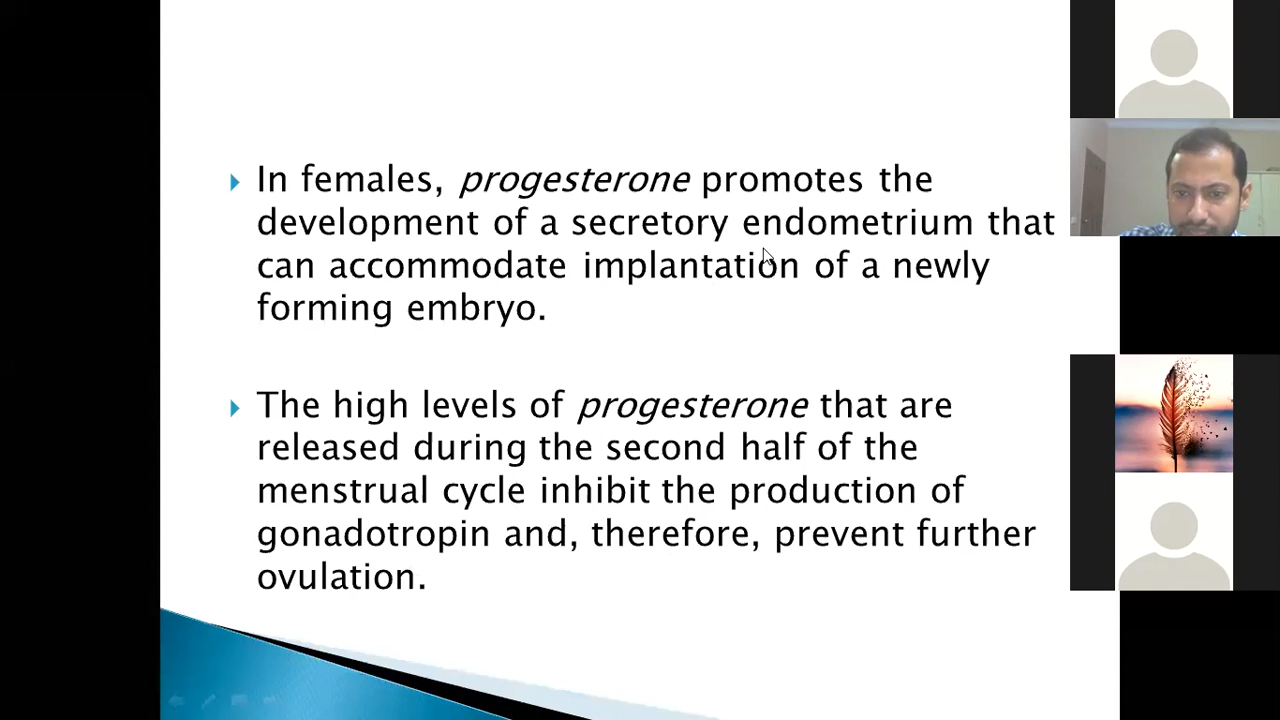 In females, progesterone promotes the
development of a secretory endometrium that
can accommodate implantation of a newly
forming embryo.
The high levels of progesterone that are
released during the second half of the
menstrual cycle inhibit the production of
gonadotropin and, therefore, prevent further
ovulation.